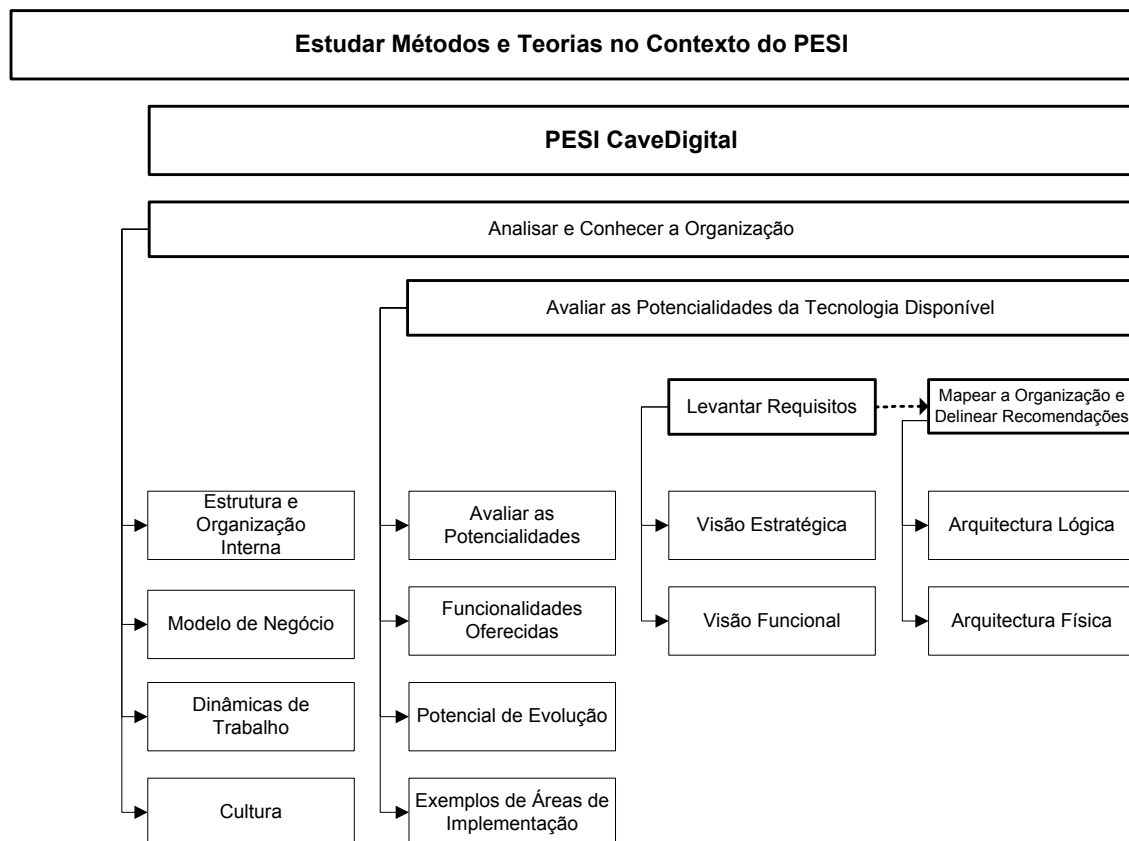 Estudar Métodos e Teorias no Contexto do PESI
PESI CaveDigital
Analisar e Conhecer a Organização
Avaliar as Potencialidades da Tecnologia Disponível
Levantar Requisitos
Mapear a Organização e
Delinear Recomendações
Estrutura e
Organização
Interna
Avaliar as
Potencialidades
Visão Estratégica
Arquitectura Lógica
Modelo de Negócio
Funcionalidades
Oferecidas
Visão Funcional
Arquitectura Física
Dinâmicas de
Trabalho
Potencial de Evolução
Cultura
Exemplos de Áreas de
Implementação